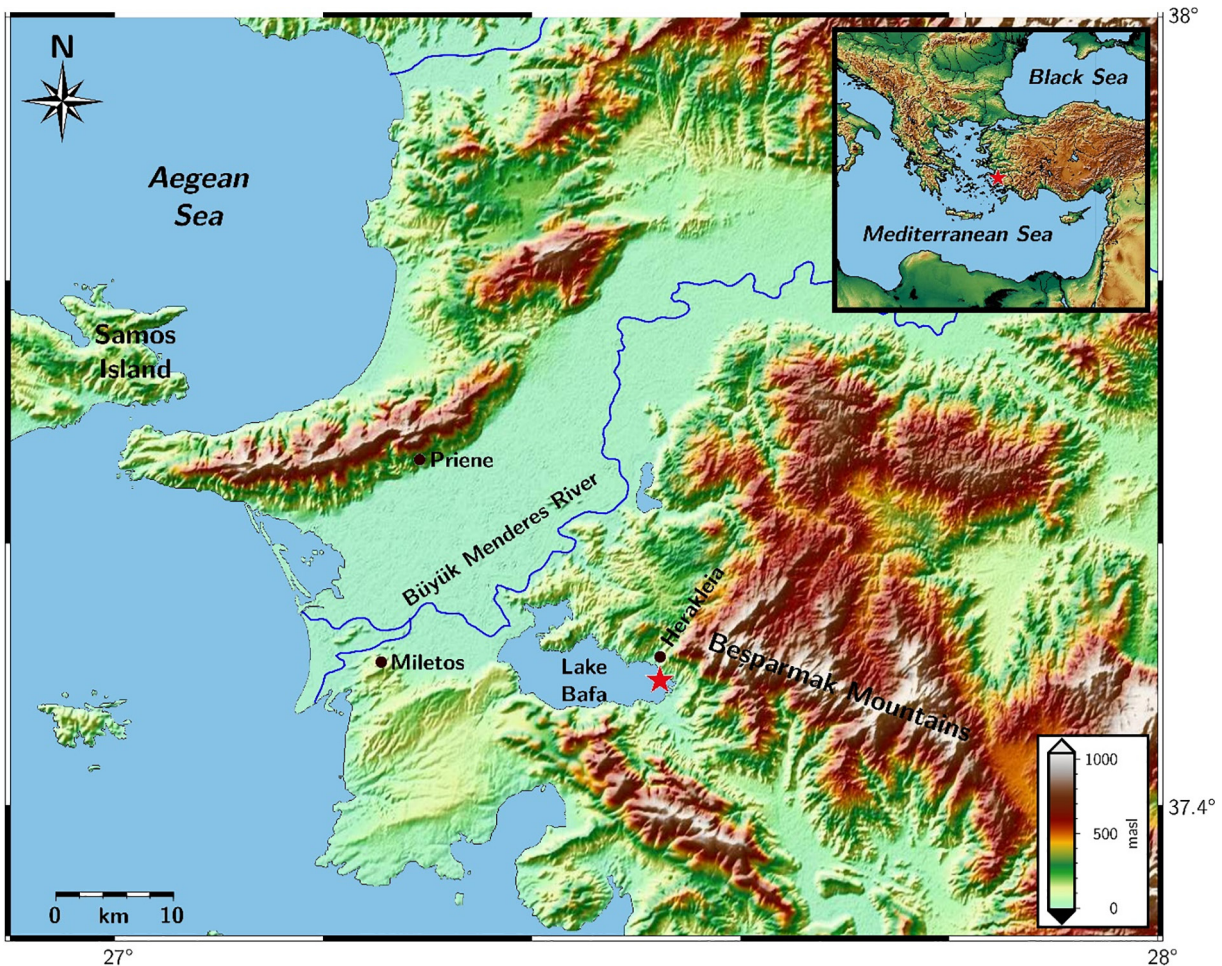 38°
N
Black Sea
Aegean
Sea
Mediterranean Sea
Samos
Island
Priene
Büyük Menderes River
Herakleia
Miletos
Lake
Bafa
Besparmak Mountains
1000
500
0
masl
37.4°
0 km 10
27°
28°